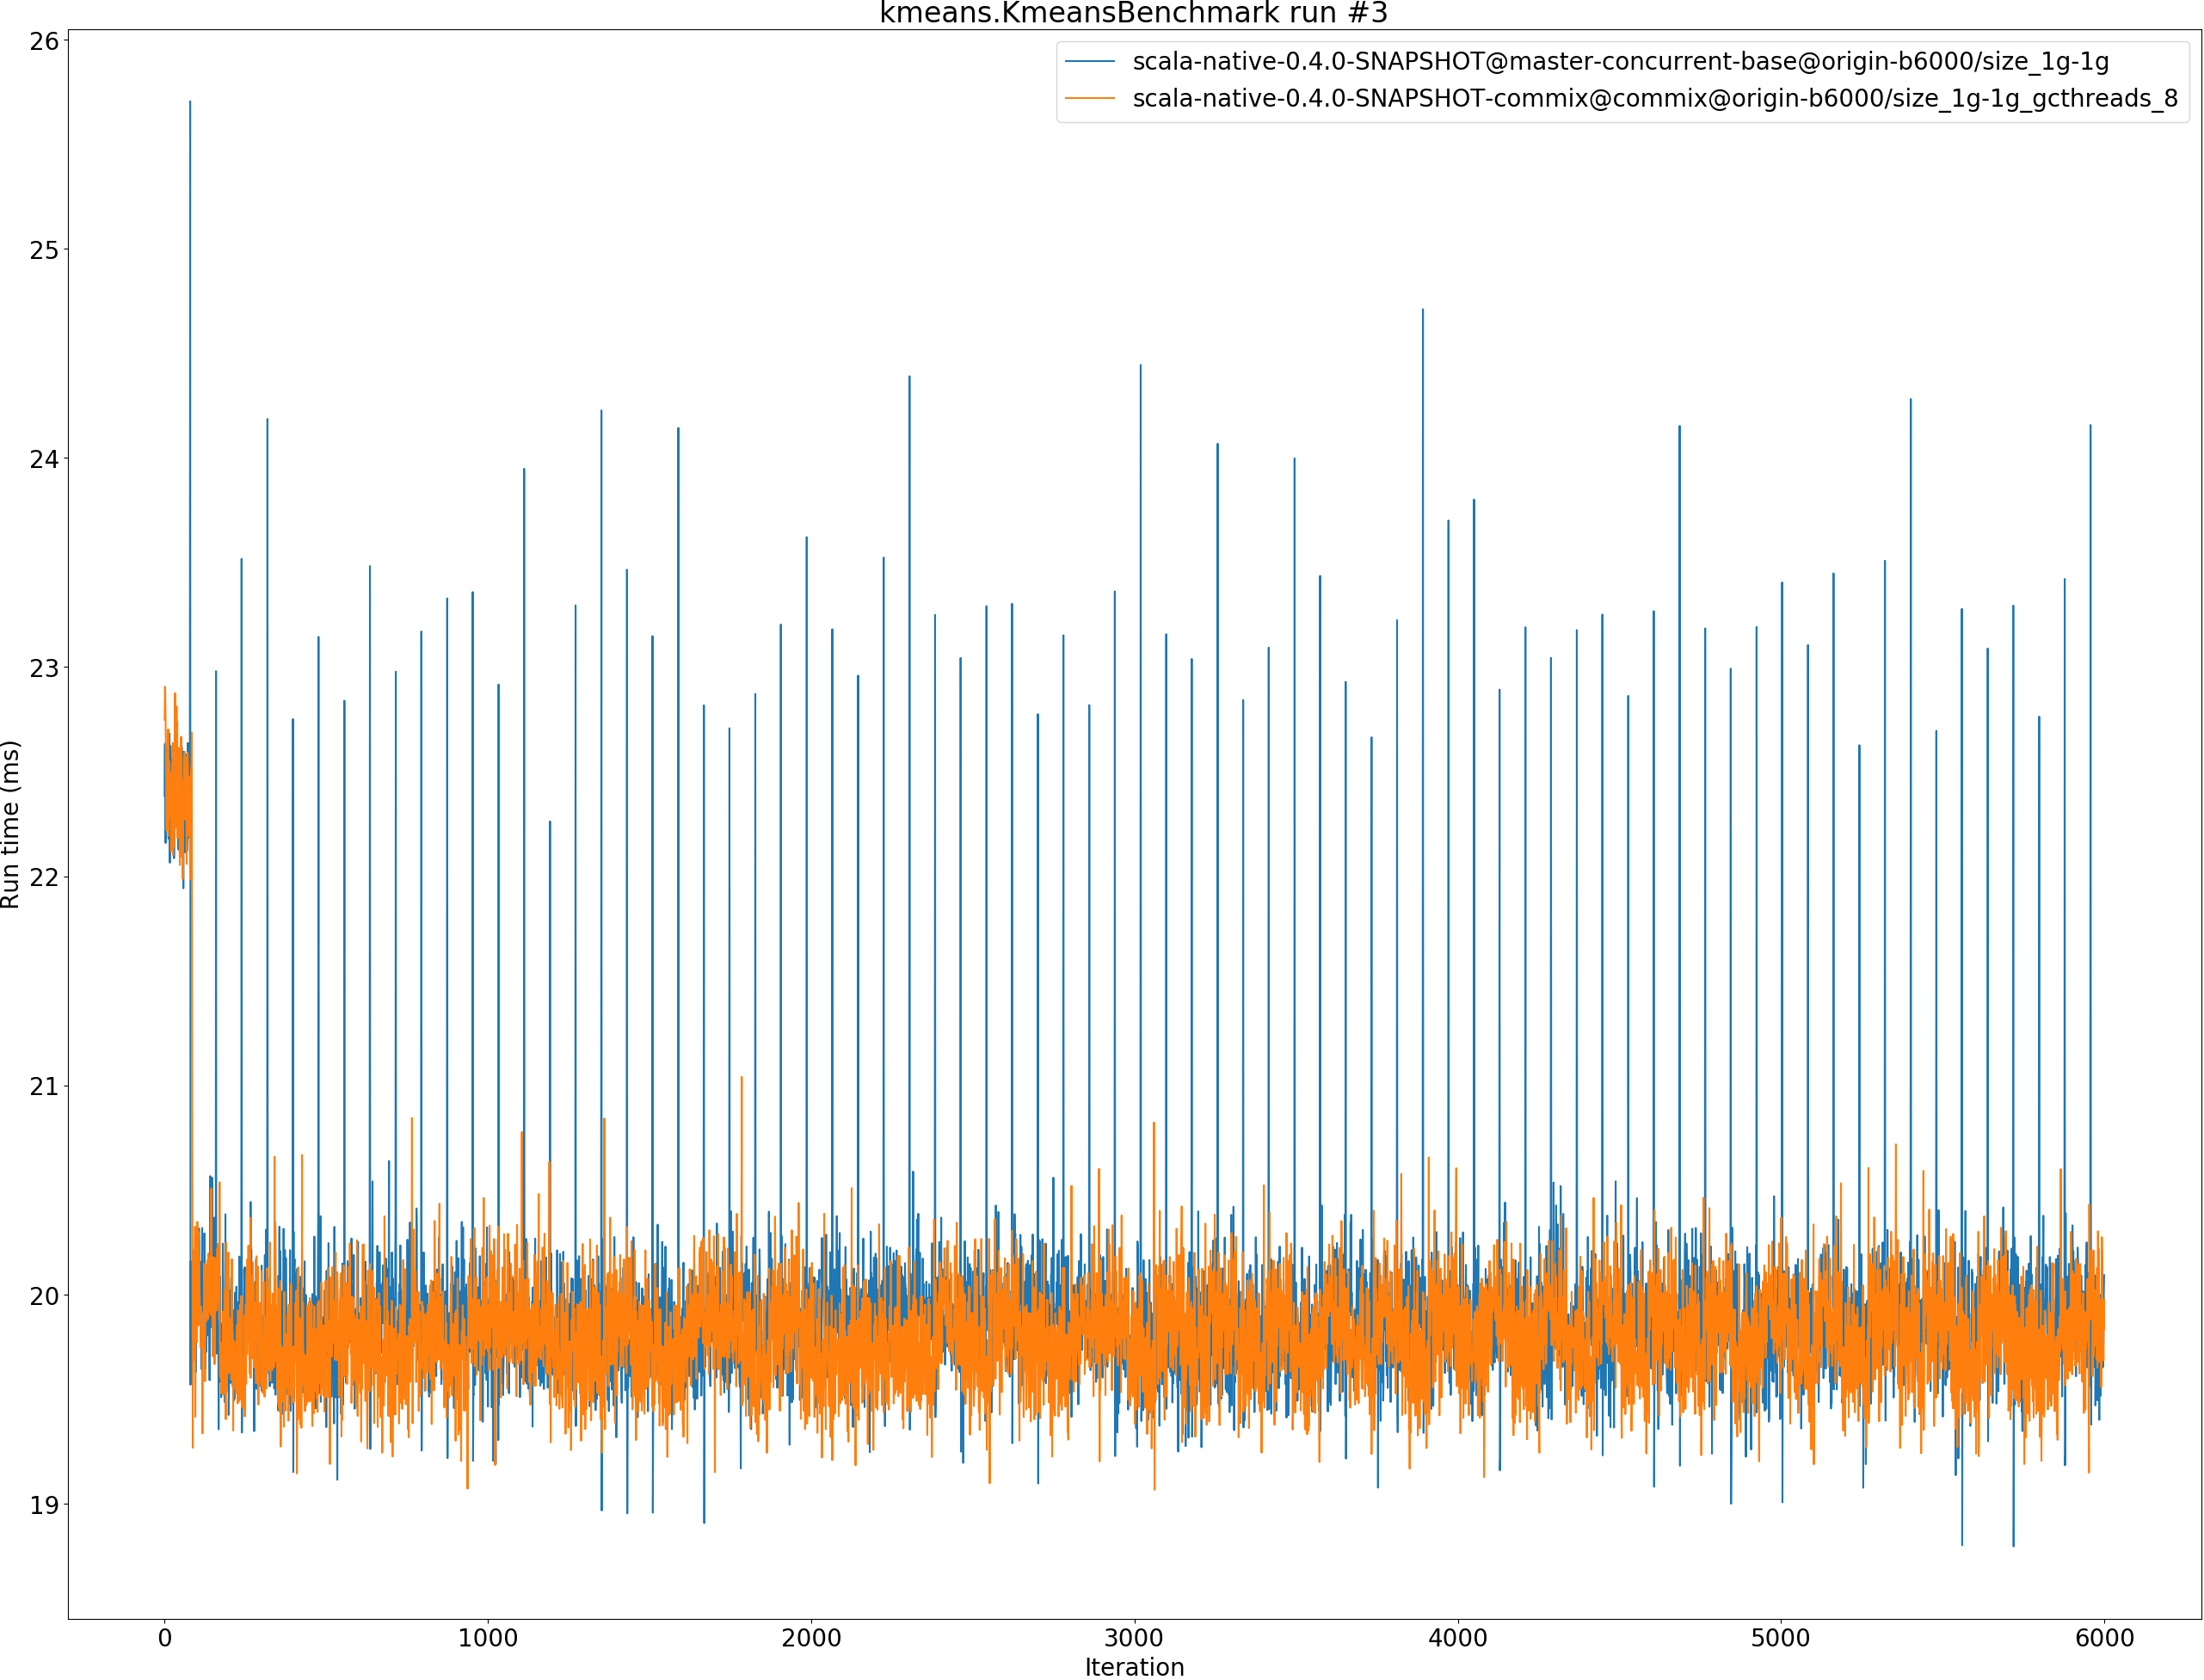 kmeans.KmeansBenchmark run #3
scala-native-0.4.0-SNAPSHOT@master-concurrent-base@origin-b6000/size_1g-1g
scala-native-0.4.0-SNAPSHOT-commix@commix@origin-b6000/size_1g-1g_gcthreads_8
26
25
24
23
22
21
20
19
Run time (ms)
0 1000 2000 3000 4000 5000 6000
Iteration